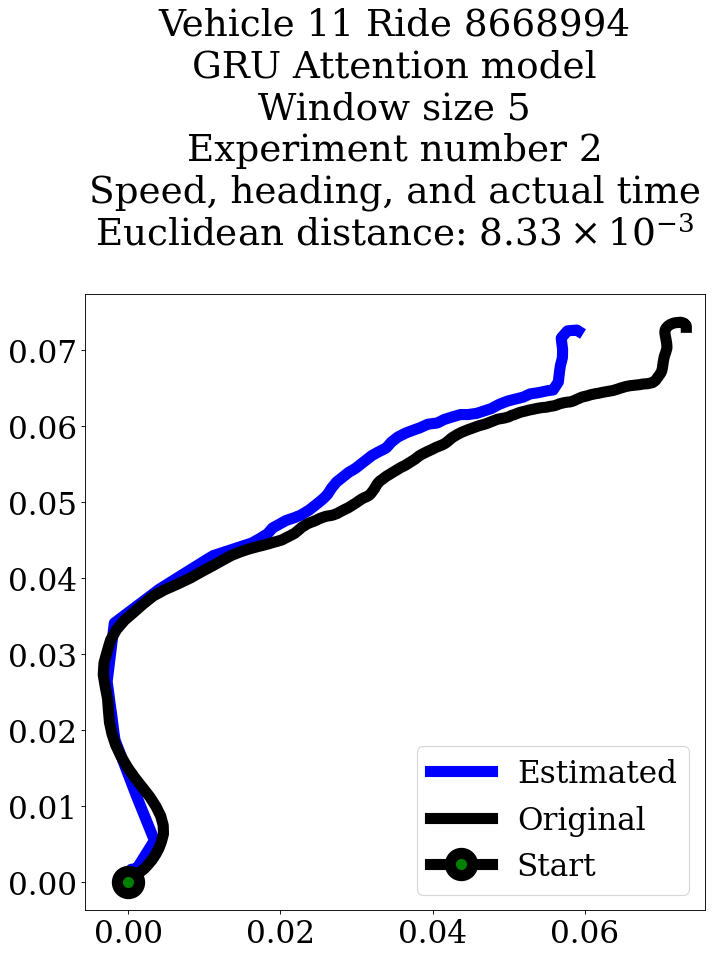 Vehicle 11 Ride 8668994
GRU Attention model
Window size 5
Experiment number 2
Speed, heading, and actual time
Euclidean distance: 8.33 × 10⁻³
0.07
0.06
0.05
0.04
0.03
0.02
0.01
0.00
Estimated
Original
Start
0.00 0.02 0.04 0.06